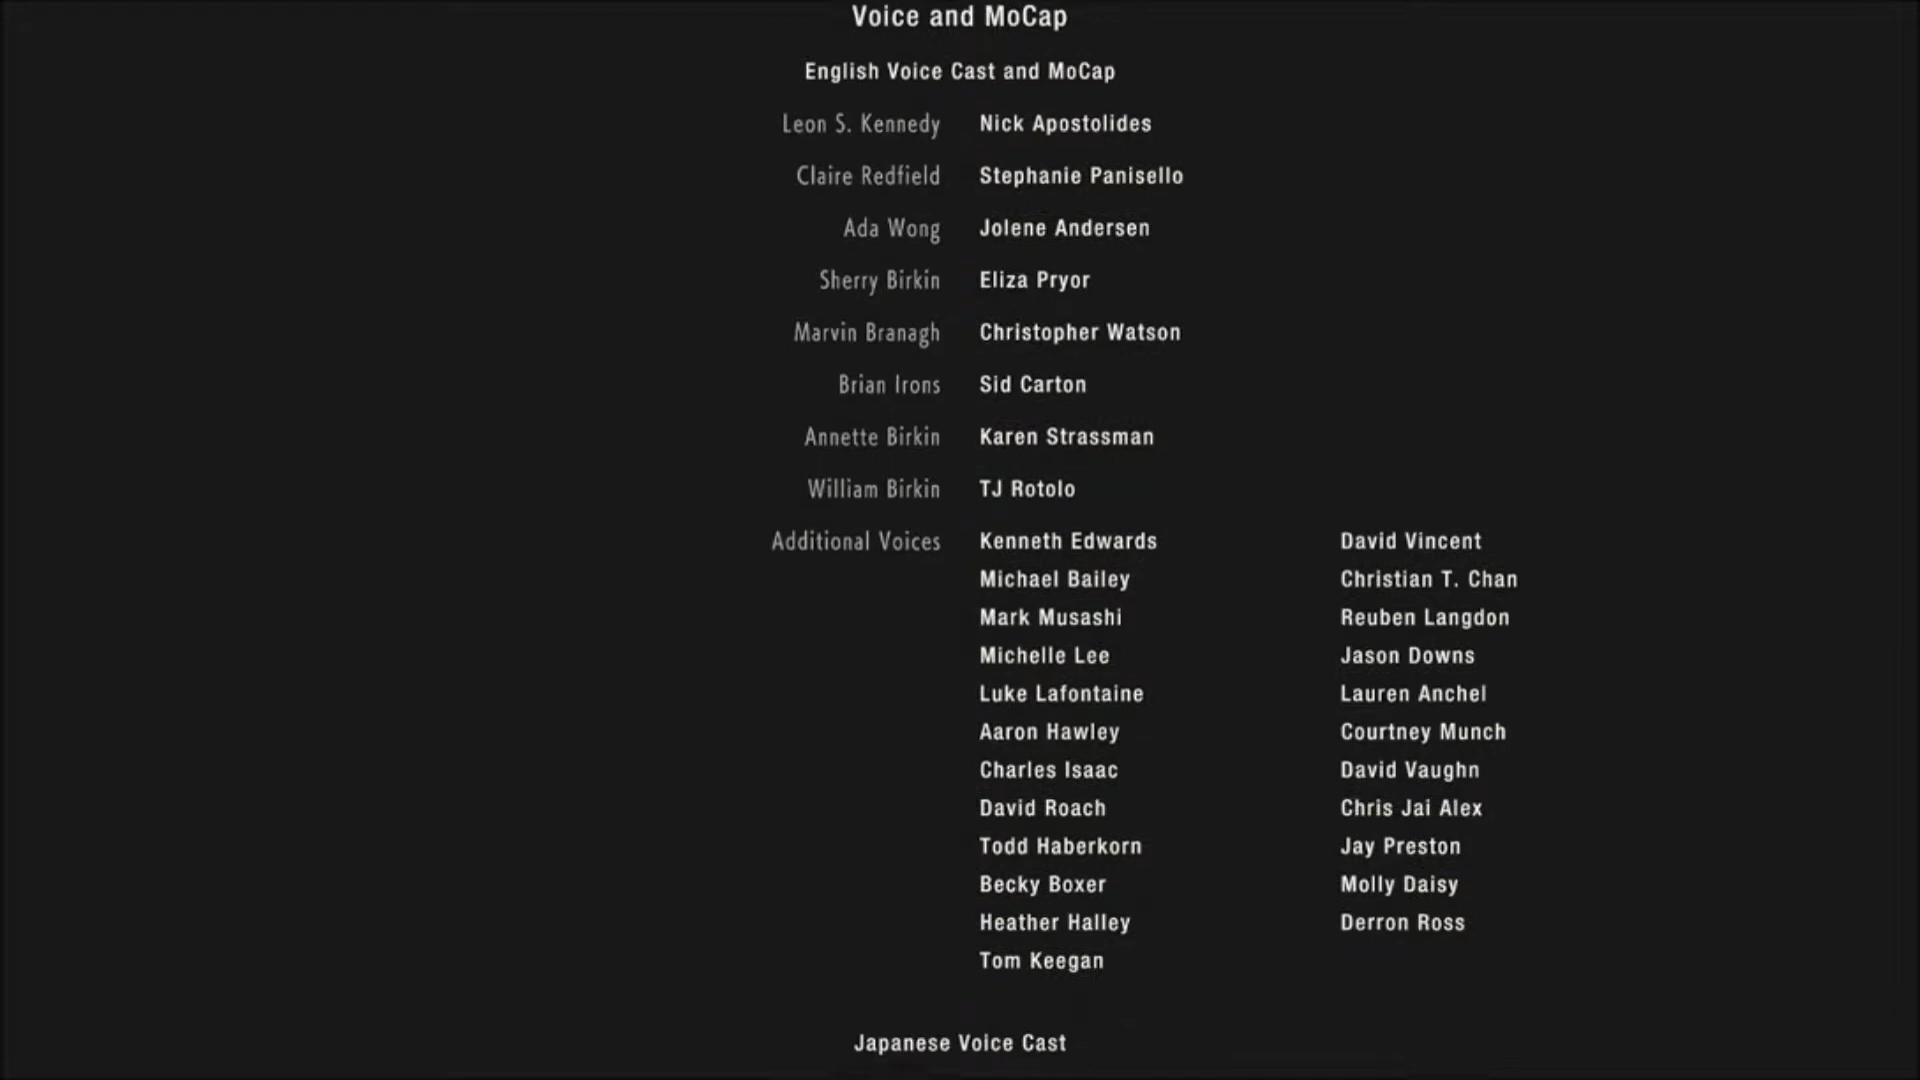 Voice and MoCap
English Voice Cast and MoCap
Leon S. Kennedy Nick Apostolides
Claire Redfield Stephanie Panisello
Ada Wong Jolene Andersen
Sherry Birkin Eliza Pryor
Marvin Branagh Christopher Watson
Brian Irons Sid Carton
Annette Birkin Karen Strassman
William Birkin TJ Rotolo
Additional Voices Kenneth Edwards David Vincent
Michael Bailey Christian T. Chan
Mark Musashi Reuben Langdon
Michelle Lee Jason Downs
Luke Lafontaine Lauren Anchel
Aaron Hawley Courtney Munch
Charles Isaac David Vaughn
David Roach Chris Jai Alex
Todd Haberkorn Jay Preston
Becky Boxer Molly Daisy
Heather Halley Derron Ross
Tom Keegan
Japanese Voice Cast